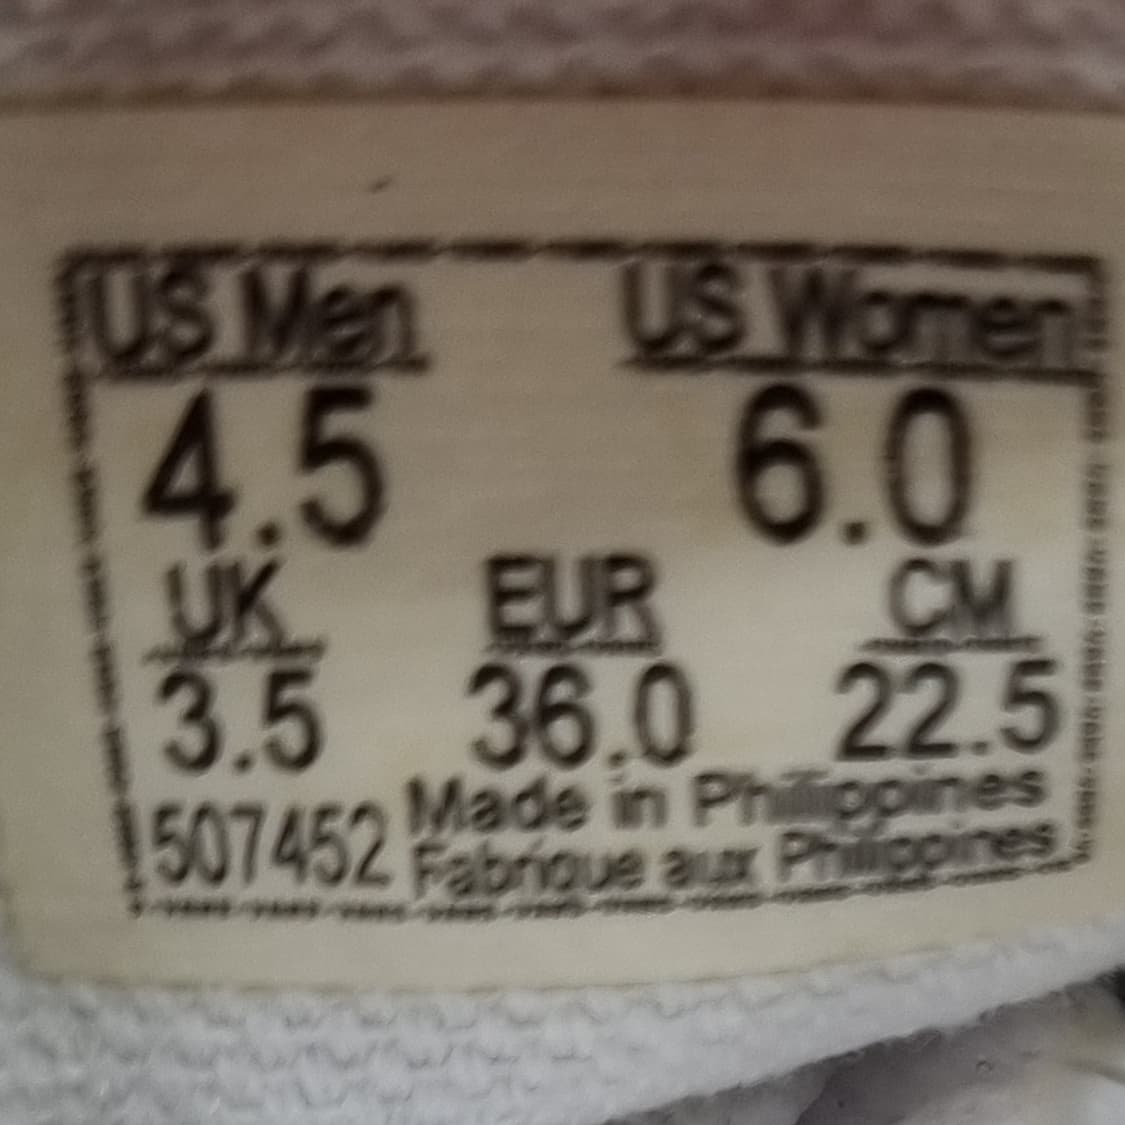 US Men US Women
4.5 6.0
UK EUR CM
3.5 36.0 22.5
507452 Made in Philippines
Fabrique aux Philippines